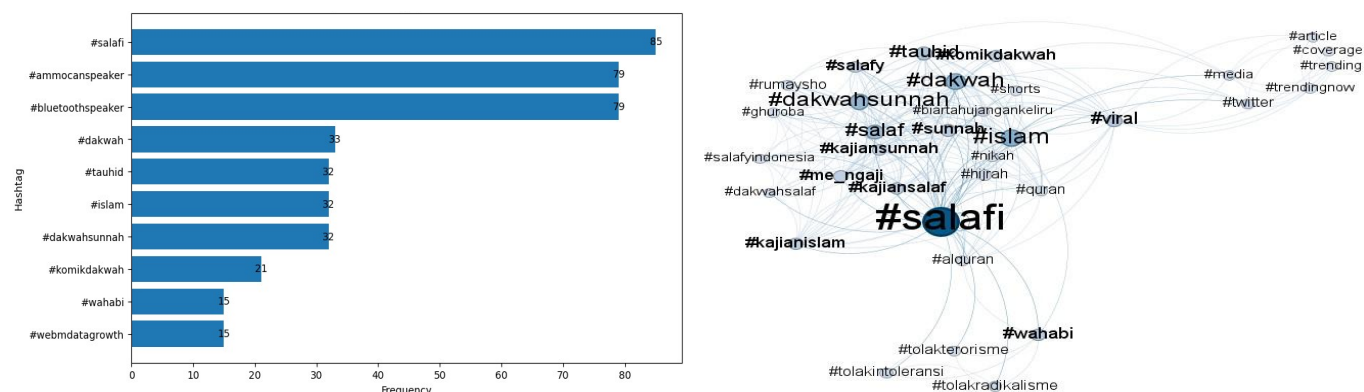 Hashtag
#salafi
85
#ammocanspeaker
79
#bluetoothspeaker
79
#dakwah
33
#tauhid
32
#islam
32
#dakwahsunnah
32
#komikdakwah
21
#wahabi
15
#webmdatagrowth
15
0 10 20 30 40 50 60 70 80
Frequency
#article
#coverage
#trending
#trendingnow
#media
#twitter
#viral
#tauhid
#komikdakwah
#salafy
#rumaysho
#dakwah
#shorts
#dakwahsunnah
#ghuroba
#biartahujangankeliru
#salaf
#sunnah
#islam
#kajiansunnah
#salafyindonesia
#nikah
#me_ngaji
#hijrah
#dakwahsalaf
#kajiansalaf
#quran
#salafi
#kajianislam
#alquran
#wahabi
#tolakterorisme
#tolakintoleransi
#tolakradikalisme